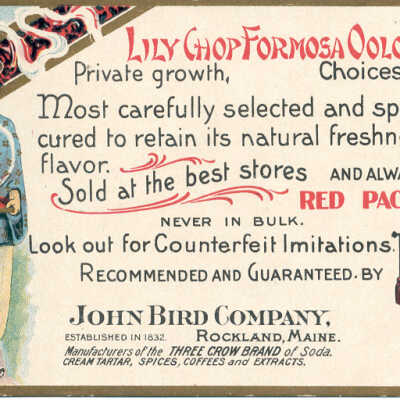 LILY CHOP FORMOSA OOLO
Private growth, Choices
Most carefully selected and sp
cured to retain its natural freshn
flavor.
Sold at the best stores AND ALWA
RED PAC
NEVER IN BULK.
Look out for Counterfeit Imitations.
RECOMMENDED AND GUARANTEED BY
JOHN BIRD COMPANY,
ESTABLISHED IN 1832. ROCKLAND, MAINE.
Manufacturers of the THREE CROW BRAND of Soda.
CREAM TARTAR, SPICES, COFFEES and EXTRACTS.